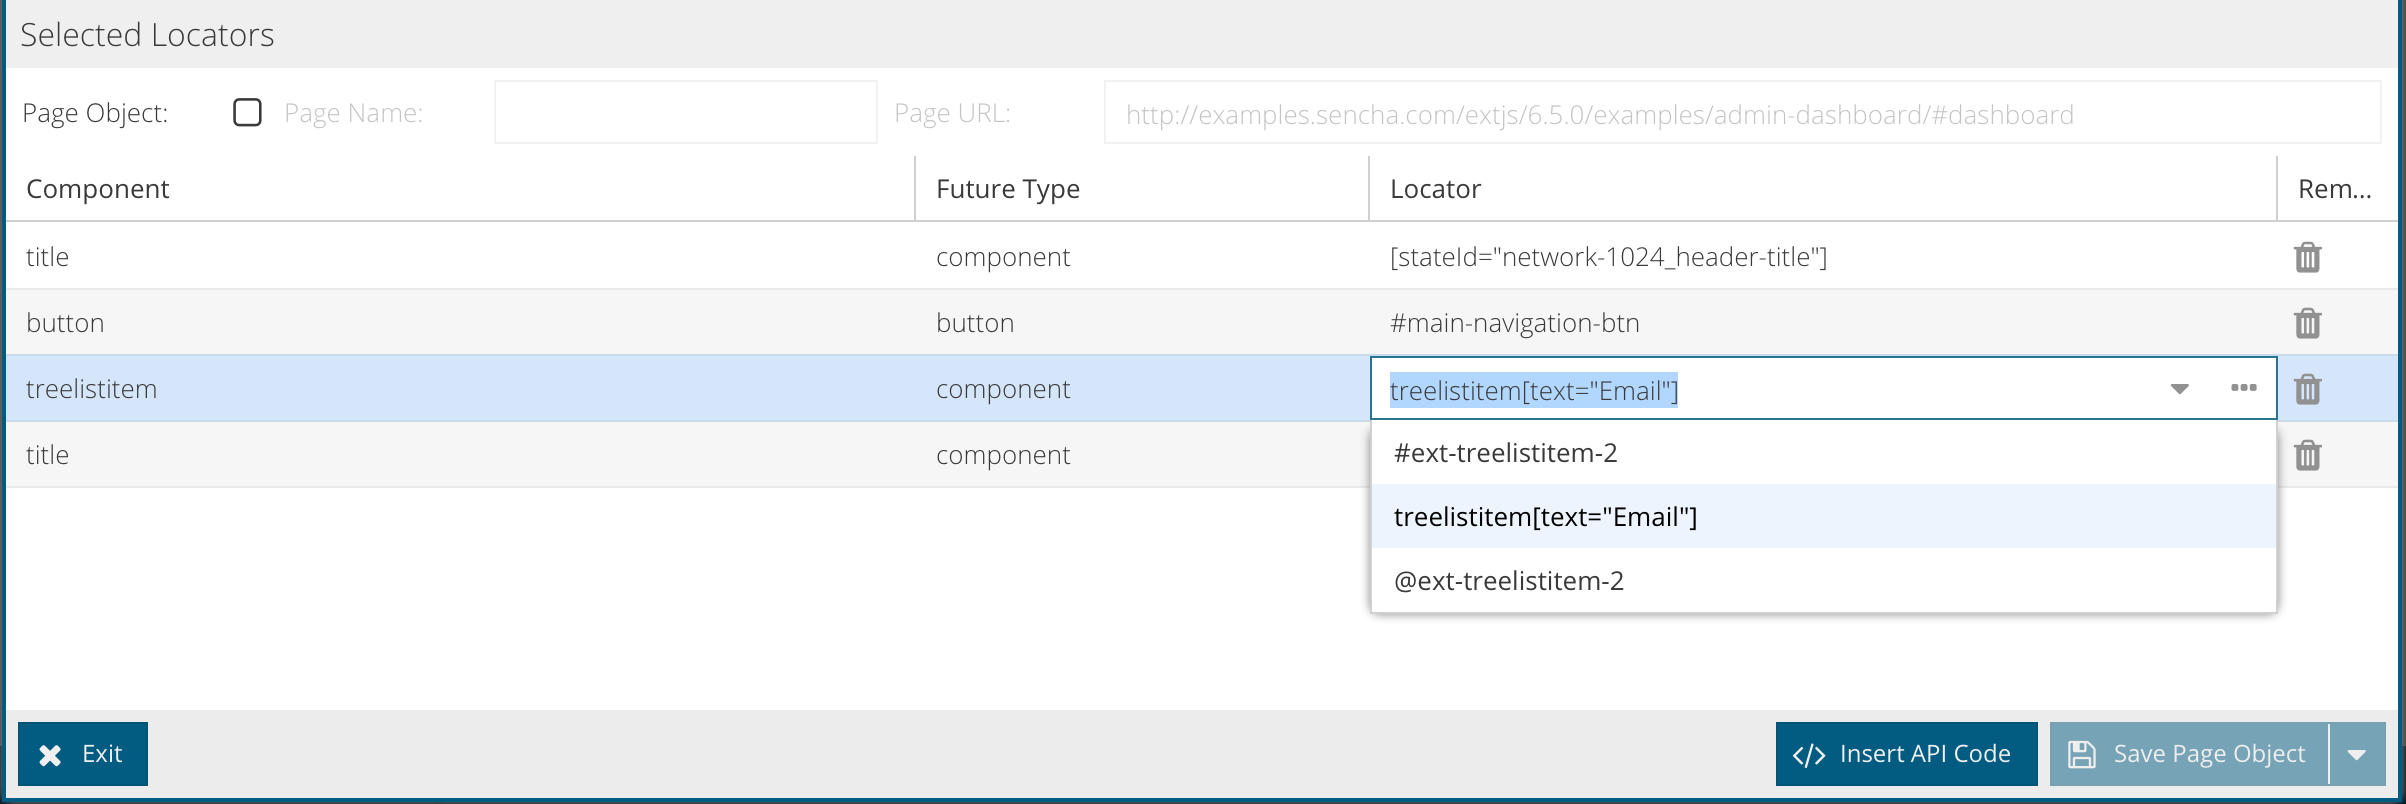 Selected Locators
Page Object: Page Name: Page URL: http://examples.sencha.com/extjs/6.5.0/examples/admin-dashboard/#dashboard
Component Future Type Locator Rem...
title component [stateId="network-1024_header-title"]
button button #main-navigation-btn
treelistitem component treelistitem[text="Email"]
title component
#ext-treelistitem-2
treelistitem[text="Email"]
@ext-treelistitem-2
Exit </> Insert API Code Save Page Object